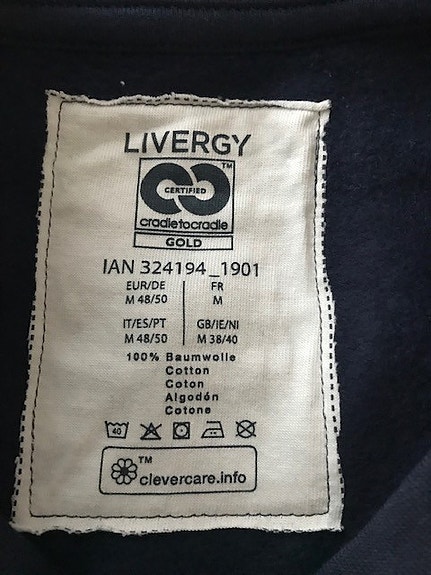 LIVERGY
TM
CERTIFIED
cradletocradle
GOLD
IAN 324194_1901
EUR/DE FR
M 48/50 M
IT/ES/PT GB/IE/NI
M 48/50 M 38/40
100% Baumwolle
Cotton
Coton
Algodón
Cotone
40
TM
clevercare.info